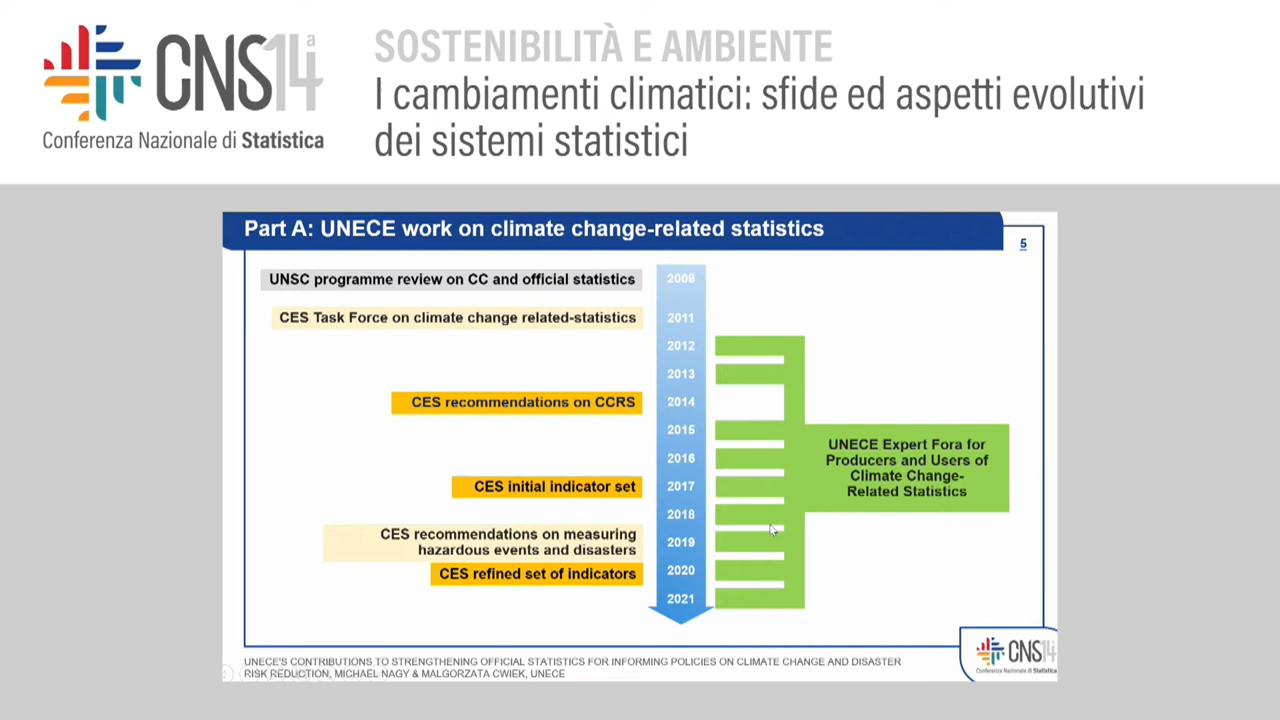 CNS14a
Conferenza Nazionale di Statistica
SOSTENIBILITÀ E AMBIENTE
I cambiamenti climatici: sfide ed aspetti evolutivi
dei sistemi statistici
Part A: UNECE work on climate change-related statistics
5
UNSC programme review on CC and official statistics
2009
CES Task Force on climate change related-statistics
2011
2012
2013
CES recommendations on CCRS
2014
2015
2016
CES initial indicator set
2017
2018
CES recommendations on measuring
hazardous events and disasters
2019
CES refined set of indicators
2020
2021
UNECE Expert Fora for
Producers and Users of
Climate Change-
Related Statistics
UNECE'S CONTRIBUTIONS TO STRENGTHENING OFFICIAL STATISTICS FOR INFORMING POLICIES ON CLIMATE CHANGE AND DISASTER
RISK REDUCTION, MICHAEL NAGY & MALGORZATA CWIEK, UNECE
CNS14
Conferenza Nazionale di Statistica